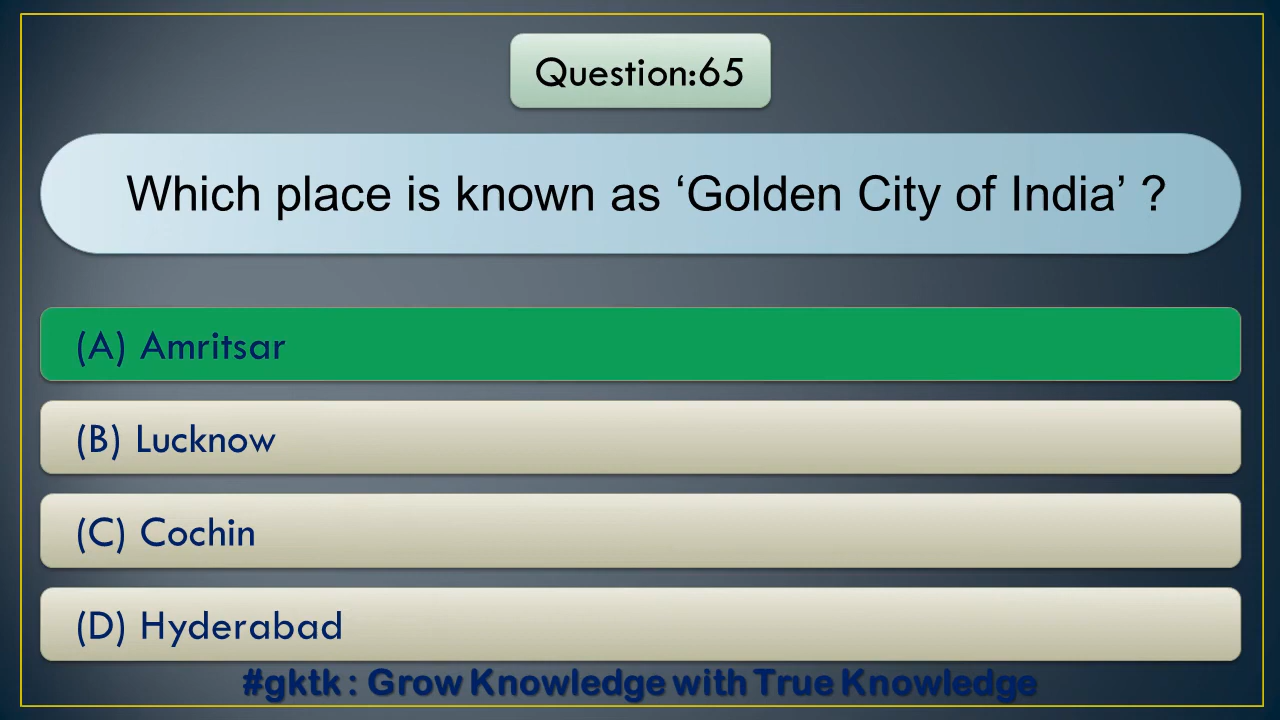 Question:65
Which place is known as ‘Golden City of India’ ?
(A) Amritsar
(B) Lucknow
(C) Cochin
(D) Hyderabad
#gktk : Grow Knowledge with True Knowledge